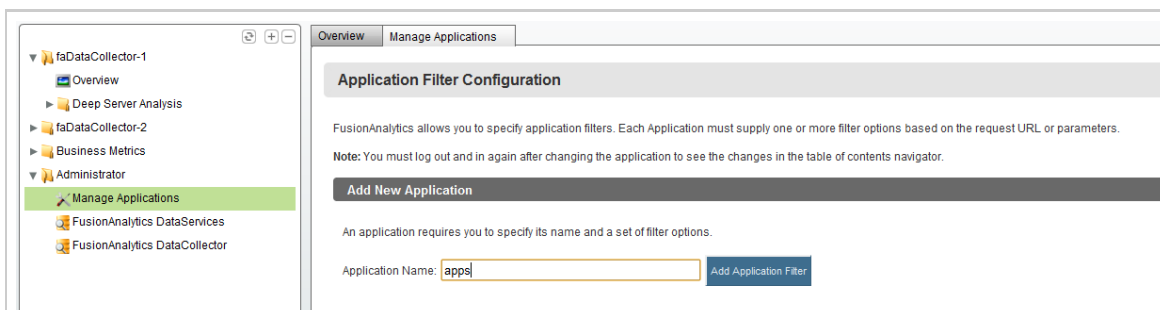 faDataCollector-1
Overview
Deep Server Analysis
faDataCollector-2
Business Metrics
Administrator
Manage Applications
FusionAnalytics DataServices
FusionAnalytics DataCollector
Overview Manage Applications
Application Filter Configuration
FusionAnalytics allows you to specify application filters. Each Application must supply one or more filter options based on the request URL or parameters.
Note: You must log out and in again after changing the application to see the changes in the table of contents navigator.
Add New Application
An application requires you to specify its name and a set of filter options.
Application Name: apps Add Application Filter